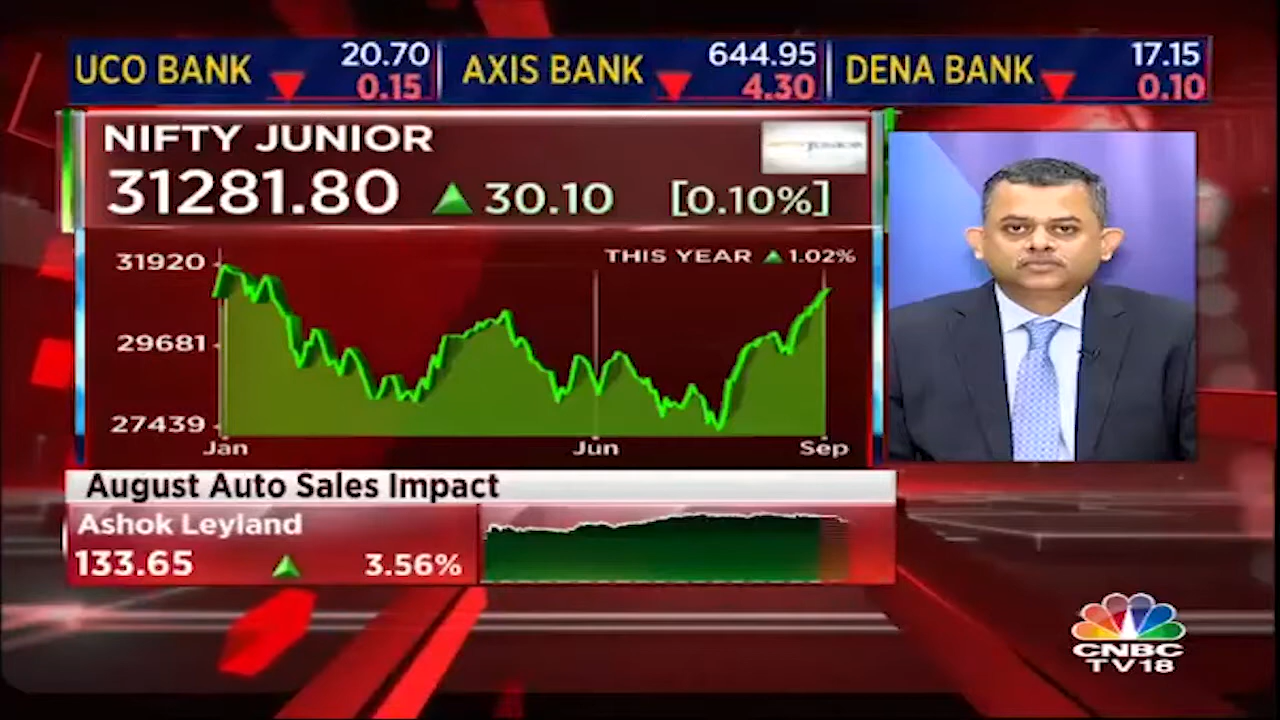 UCO BANK 20.70 0.15 AXIS BANK 644.95 4.30 DENA BANK 17.15 0.10
NIFTY JUNIOR
31281.80 30.10 [0.10%]
THIS YEAR 1.02%
31920
29681
27439
Jan Jun Sep
August Auto Sales Impact
Ashok Leyland
133.65 3.56%
CNBC
TV18